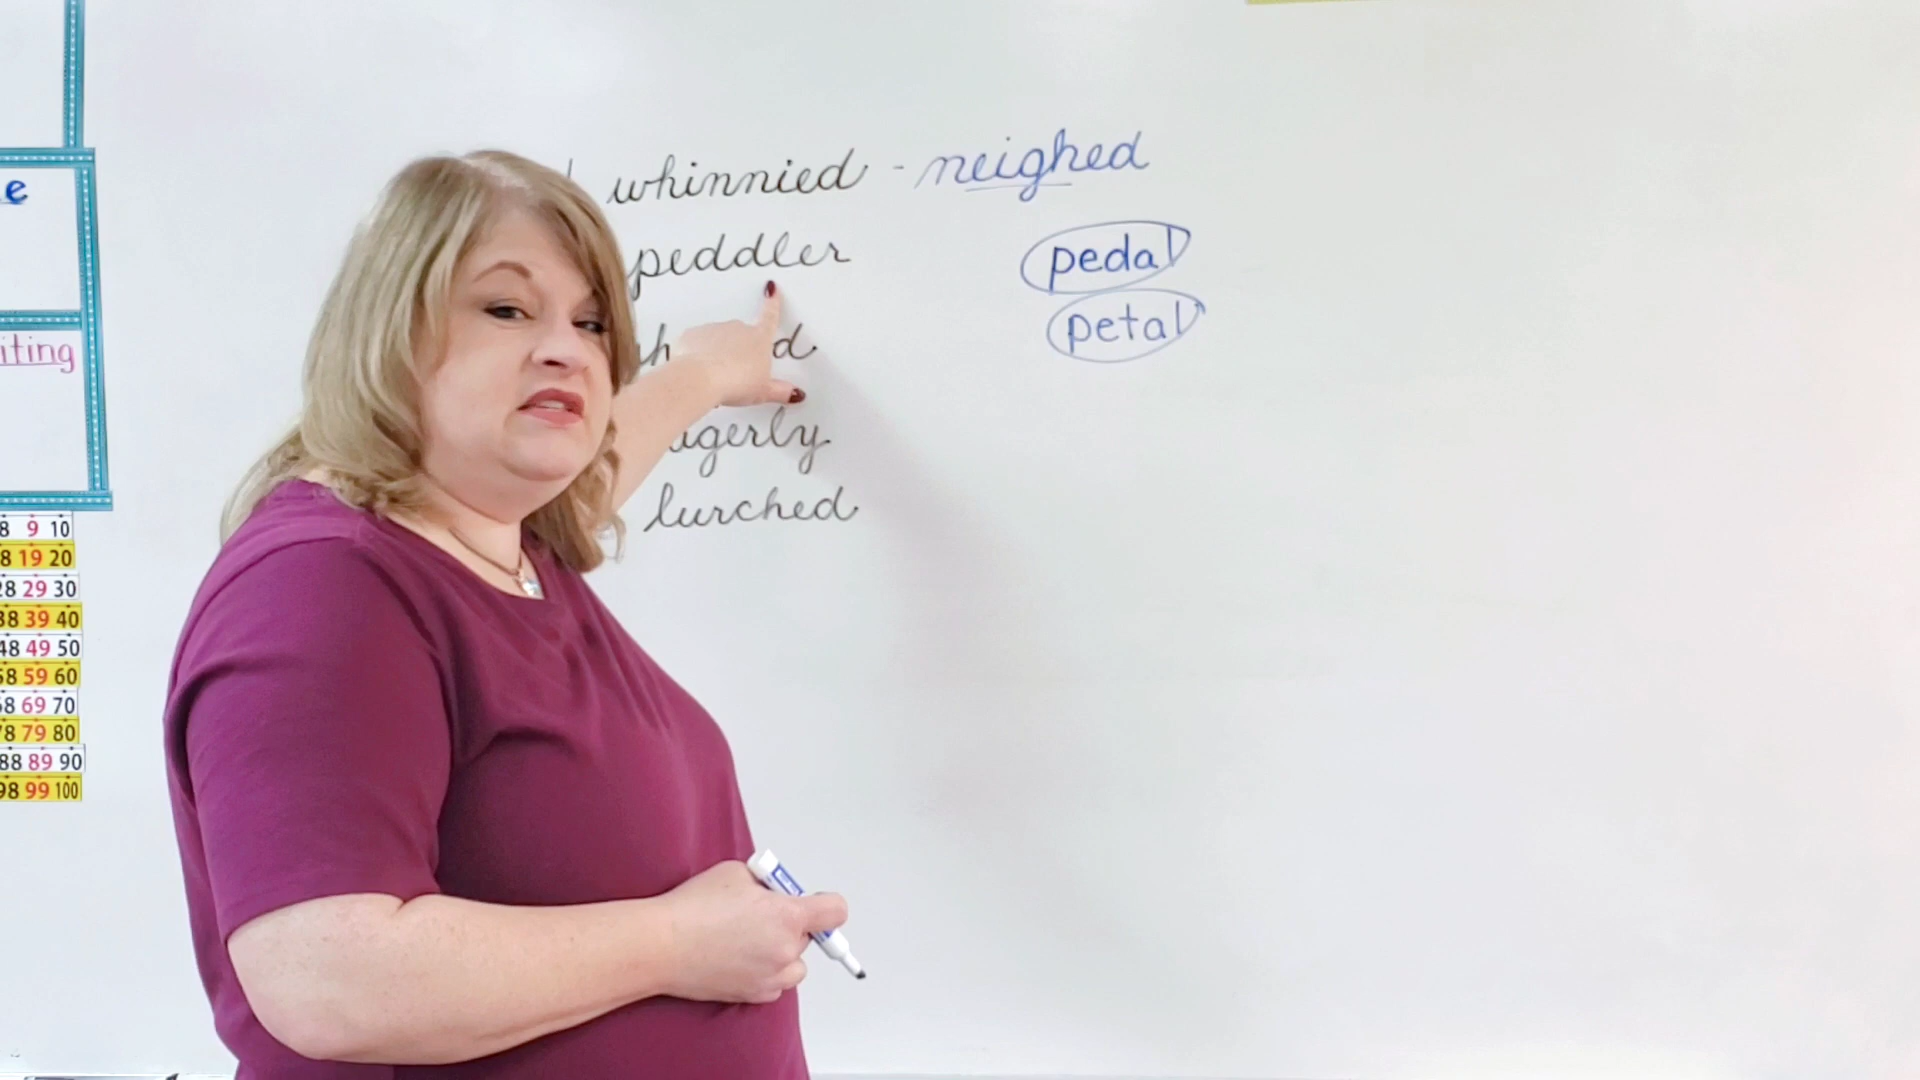 whinnied - neighed
peddler pedal
petal
lurched
e
iting
8 9 10
8 19 20
28 29 30
38 39 40
48 49 50
58 59 60
68 69 70
78 79 80
88 89 90
98 99 100